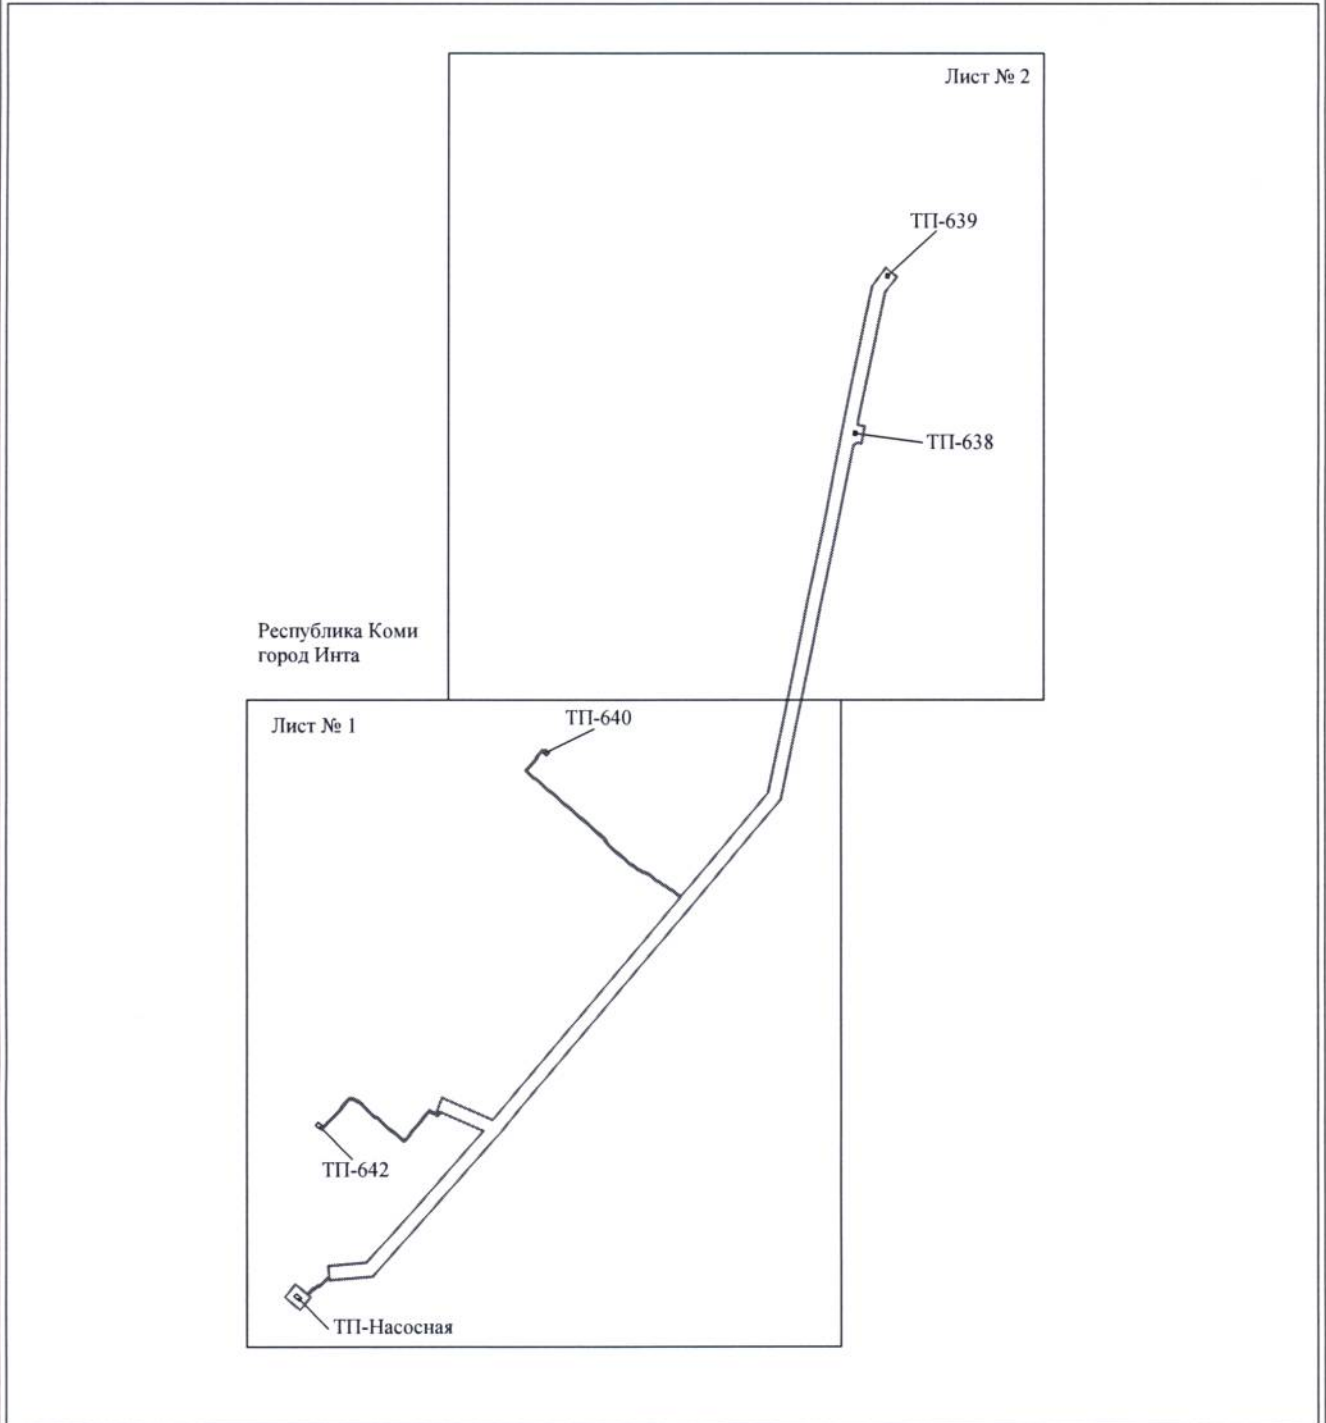 Лист № 2
ТП-639
ТП-638
Республика Коми
город Инта
Лист № 1
ТП-640
ТП-642
ТП-Насосная